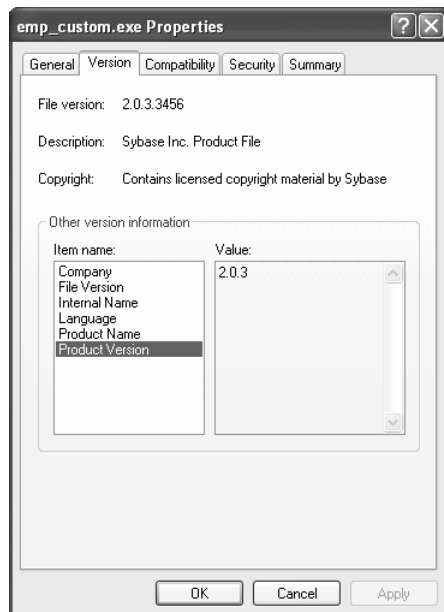 emp_custom.exe Properties
General Version Compatibility Security Summary
File version: 2.0.3.3456
Description: Sybase Inc. Product File
Copyright: Contains licensed copyright material by Sybase
Other version information
Item name: Value:
Company 2.0.3
File Version
Internal Name
Language
Product Name
Product Version
OK Cancel Apply